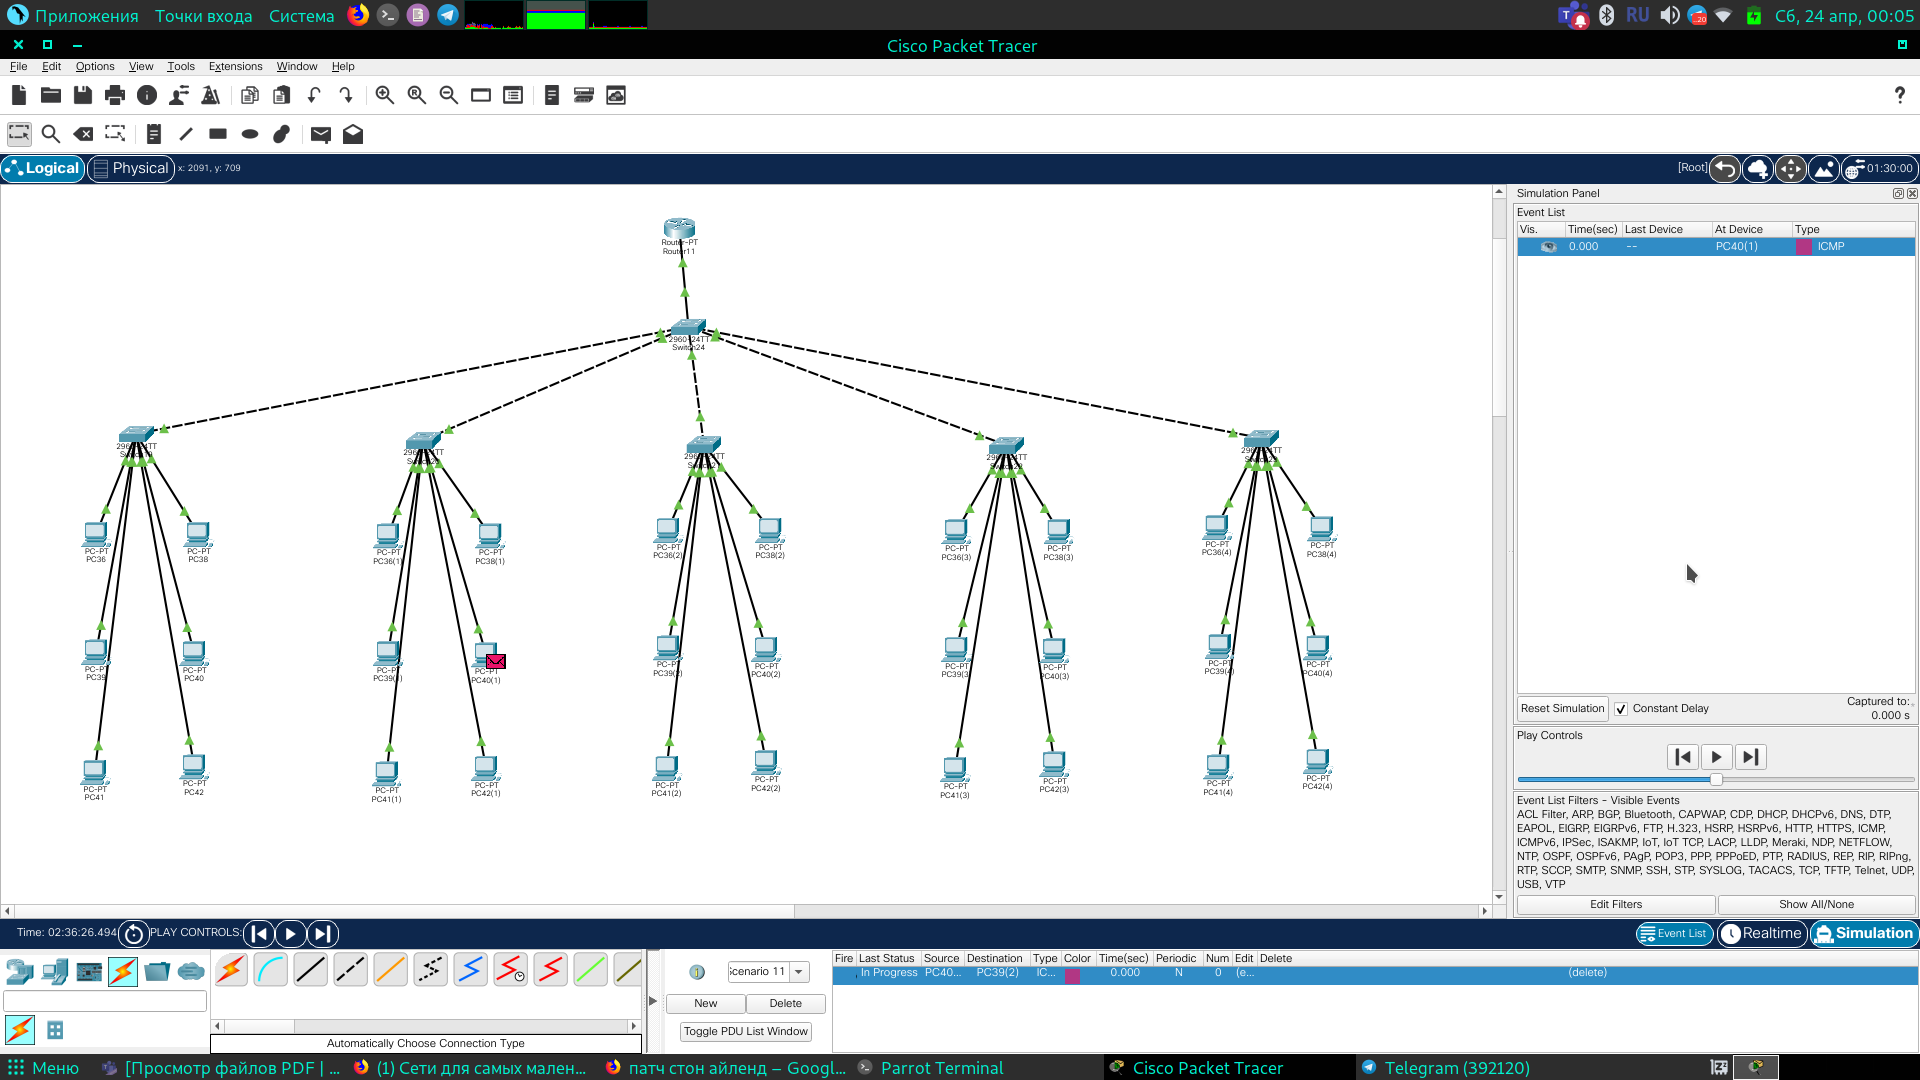 Приложения Точки входа Система RU 20 Сб, 24 апр, 00:05
Cisco Packet Tracer
File Edit Options View Tools Extensions Window Help
Logical Physical x: 2091, y: 709 [Root] 01:30:00
Simulation Panel
Event List
Vis. Time(sec) Last Device At Device Type
0.000 -- PC40(1) ICMP
Router-PT
Router11
2960-24TT
Switch24
2960-24TT
2960-24TT
2960-24TT
2960-24TT
2960-24TT
PC-PT
PC36
PC-PT
PC38
PC-PT
PC36(1)
PC-PT
PC38(1)
PC-PT
PC36(2)
PC-PT
PC38(2)
PC-PT
PC36(3)
PC-PT
PC38(3)
PC-PT
PC36(4)
PC-PT
PC38(4)
PC-PT
PC39
PC-PT
PC40
PC-PT
PC39(1)
PC-PT
PC40(1)
PC-PT
PC39(2)
PC-PT
PC40(2)
PC-PT
PC39(3)
PC-PT
PC40(3)
PC-PT
PC39(4)
PC-PT
PC40(4)
PC-PT
PC41
PC-PT
PC42
PC-PT
PC41(1)
PC-PT
PC42(1)
PC-PT
PC41(2)
PC-PT
PC42(2)
PC-PT
PC41(3)
PC-PT
PC42(3)
PC-PT
PC41(4)
PC-PT
PC42(4)
Reset Simulation Constant Delay Captured to:
0.000 s
Play Controls
Event List Filters - Visible Events
ACL Filter, ARP, BGP, Bluetooth, CAPWAP, CDP, DHCP, DHCPv6, DNS, DTP,
EAPOL, EIGRP, EIGRPv6, FTP, H.323, HSRP, HSRPv6, HTTP, HTTPS, ICMP,
ICMPv6, IPSec, ISAKMP, IoT, IoT TCP, LACP, LLDP, Meraki, NDP, NETFLOW,
NTP, OSPF, OSPFv6, PAgP, POP3, PPP, PPPoED, PTP, RADIUS, REP, RIP, RIPng,
RTP, SCCP, SMTP, SNMP, SSH, STP, SYSLOG, TACACS, TCP, TFTP, Telnet, UDP,
USB, VTP
Edit Filters Show All/None
Time: 02:36:26.494 PLAY CONTROLS: Event List Realtime Simulation
Scenario 11
New Delete
Toggle PDU List Window
Automatically Choose Connection Type
Fire Last Status Source Destination Type Color Time(sec) Periodic Num Edit Delete
In Progress PC40... PC39(2) IC... 0.000 N 0 (e... (delete)
Меню [Просмотр файлов PDF | ... (1) Сети для самых мален... патч стон айленд – Googl... Parrot Terminal Cisco Packet Tracer Telegram (392120)